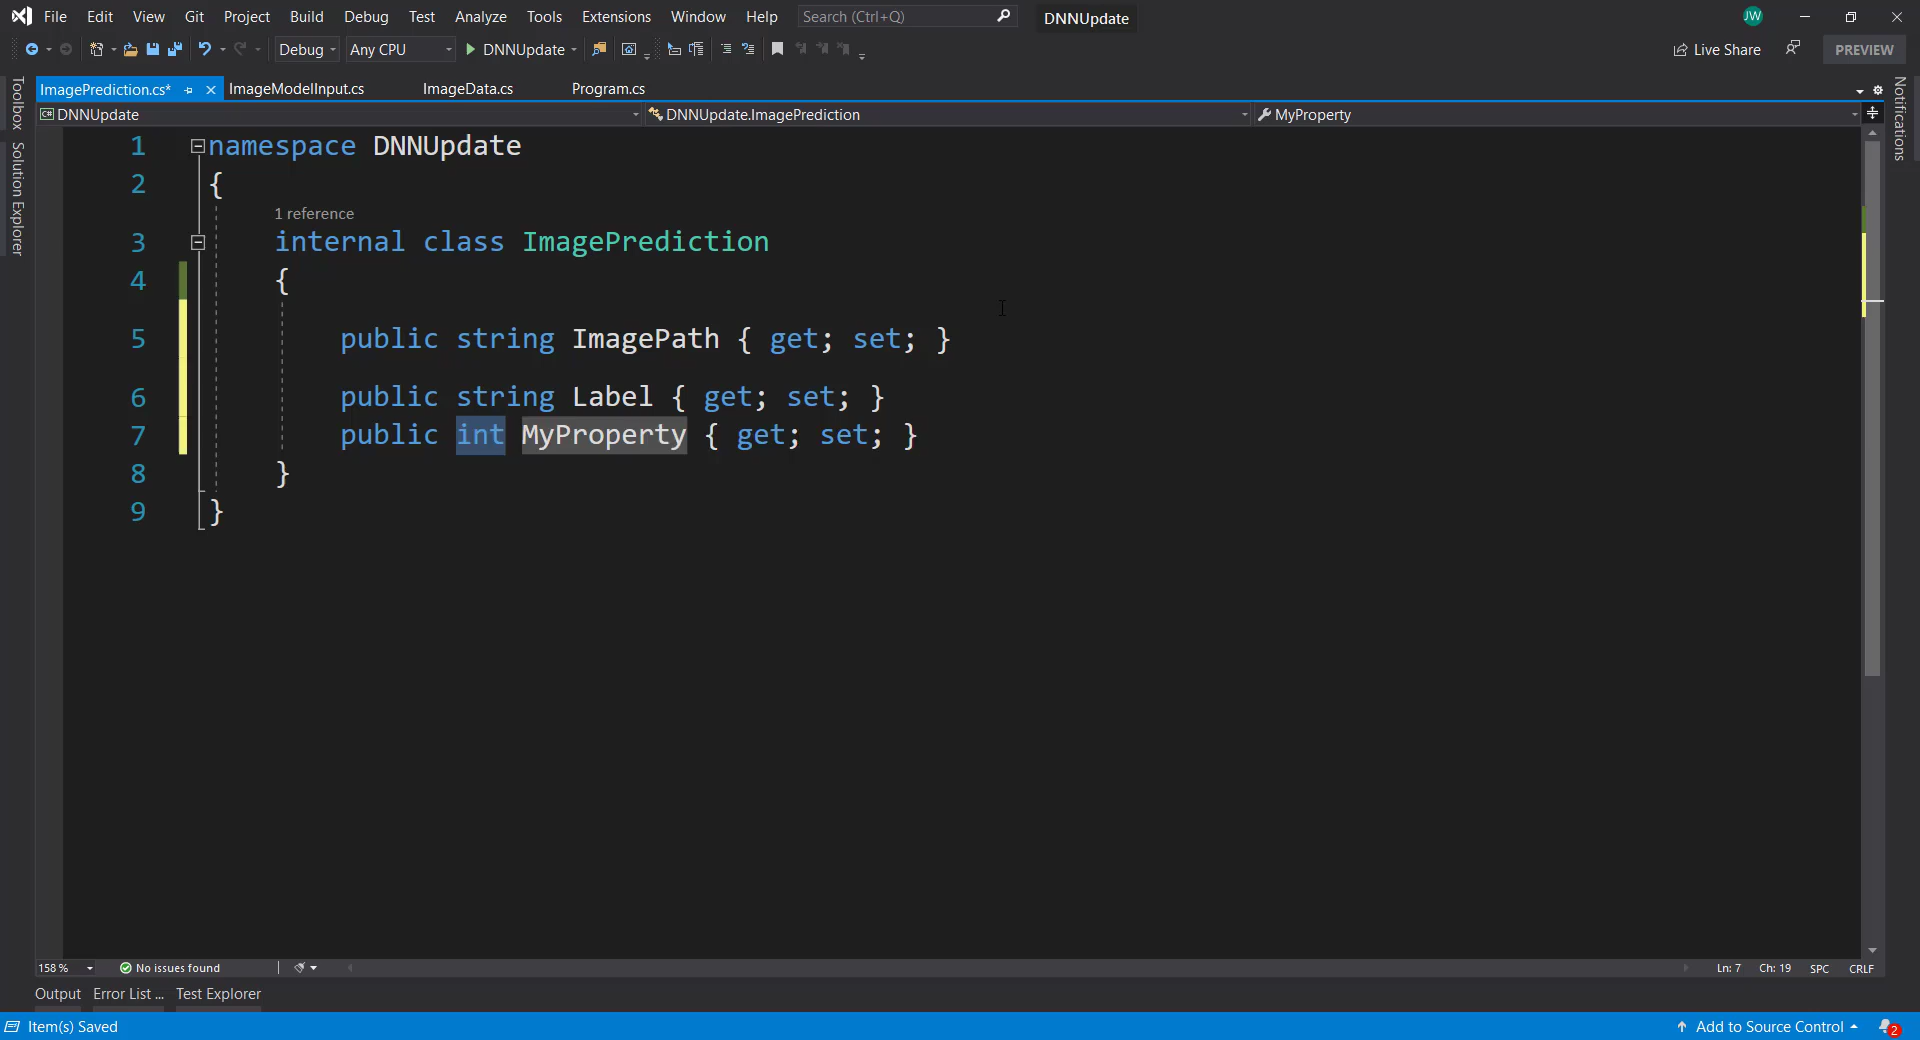 File Edit View Git Project Build Debug Test Analyze Tools Extensions Window Help Search (Ctrl+Q) DNNUpdate JW
Debug Any CPU DNNUpdate Live Share PREVIEW
ImagePrediction.cs* ImageModelInput.cs ImageData.cs Program.cs
DNNUpdate DNNUpdate.ImagePrediction MyProperty
Toolbox
Solution Explorer
Notifications
1 namespace DNNUpdate
2 {
1 reference
3 internal class ImagePrediction
4 {
5 public string ImagePath { get; set; }
6 public string Label { get; set; }
7 public int MyProperty { get; set; }
8 }
9 }
158 % No issues found Ln: 7 Ch: 19 SPC CRLF
Output Error List ... Test Explorer
Item(s) Saved Add to Source Control 2